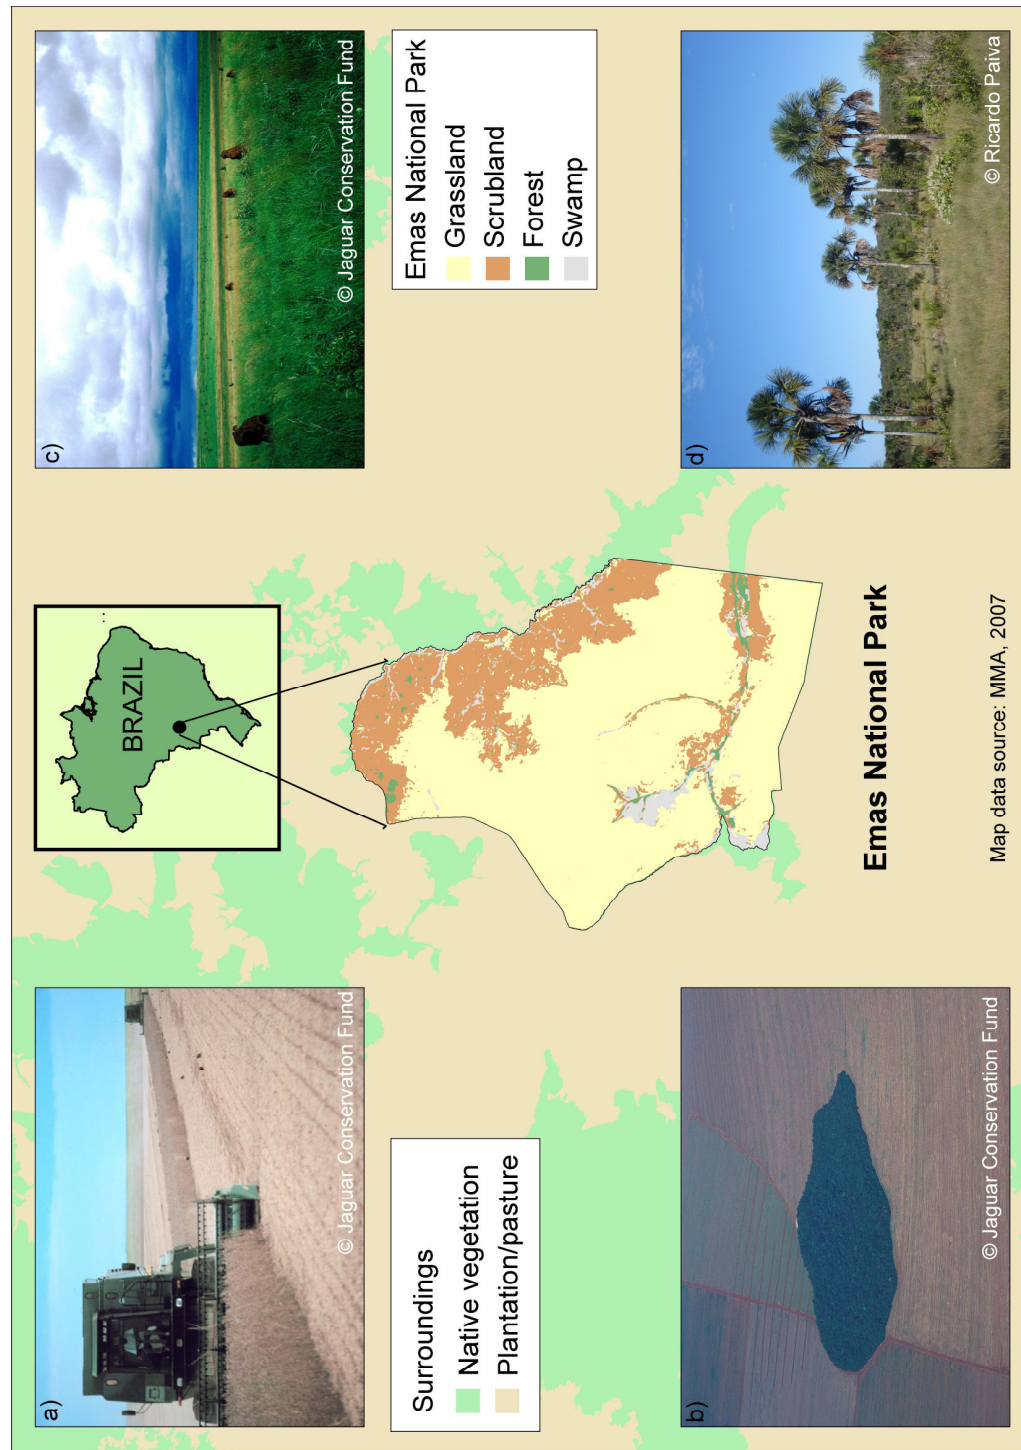 a)
© Jaguar Conservation Fund
BRAZIL
c)
© Jaguar Conservation Fund
Surroundings
Native vegetation
Plantation/pasture
Emas National Park
Grassland
Scrubland
Forest
Swamp
b)
© Jaguar Conservation Fund
Emas National Park
Map data source: MMA, 2007
d)
© Ricardo Paiva